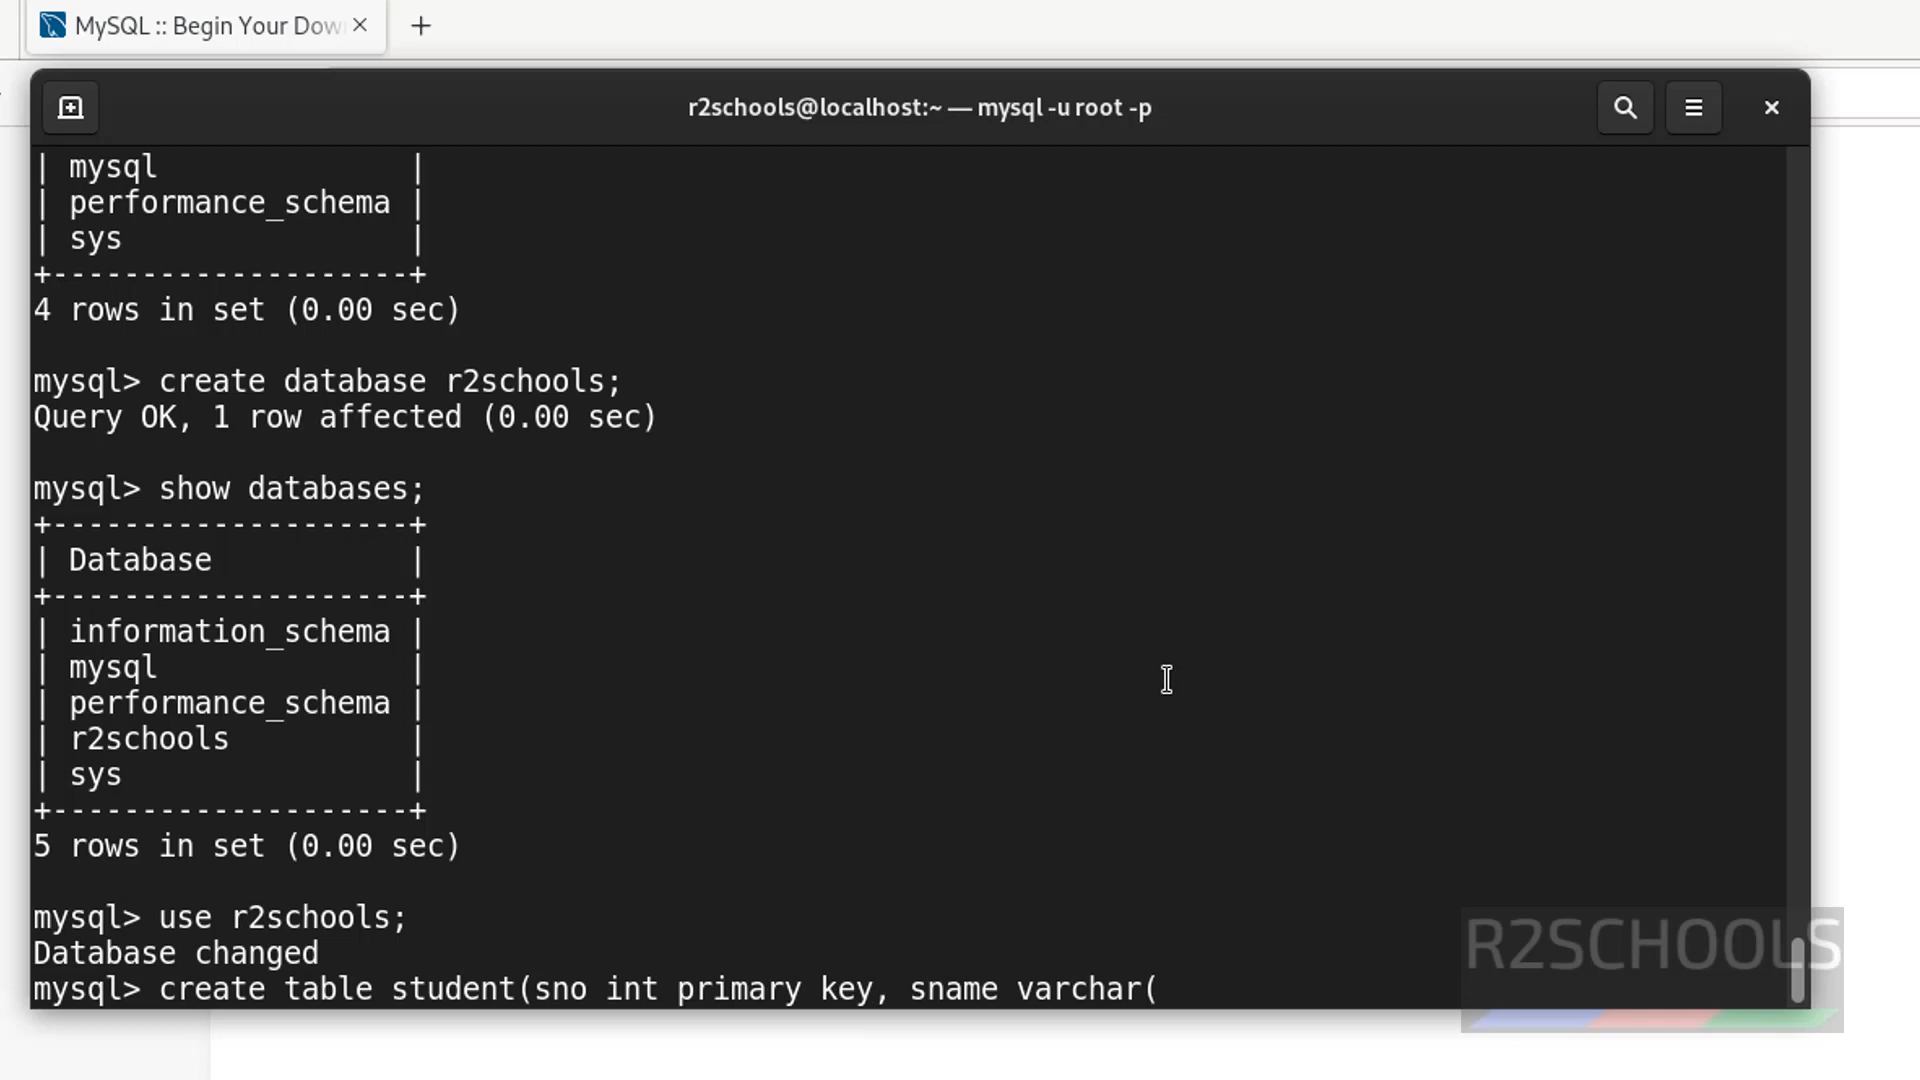 MySQL :: Begin Your Dow
r2schools@localhost:~ — mysql -u root -p
| mysql              |
| performance_schema |
| sys                |
+--------------------+
4 rows in set (0.00 sec)
mysql> create database r2schools;
Query OK, 1 row affected (0.00 sec)
mysql> show databases;
+--------------------+
| Database           |
+--------------------+
| information_schema |
| mysql              |
| performance_schema |
| r2schools          |
| sys                |
+--------------------+
5 rows in set (0.00 sec)
mysql> use r2schools;
Database changed
mysql> create table student(sno int primary key, sname varchar(
R2SCHOOLS